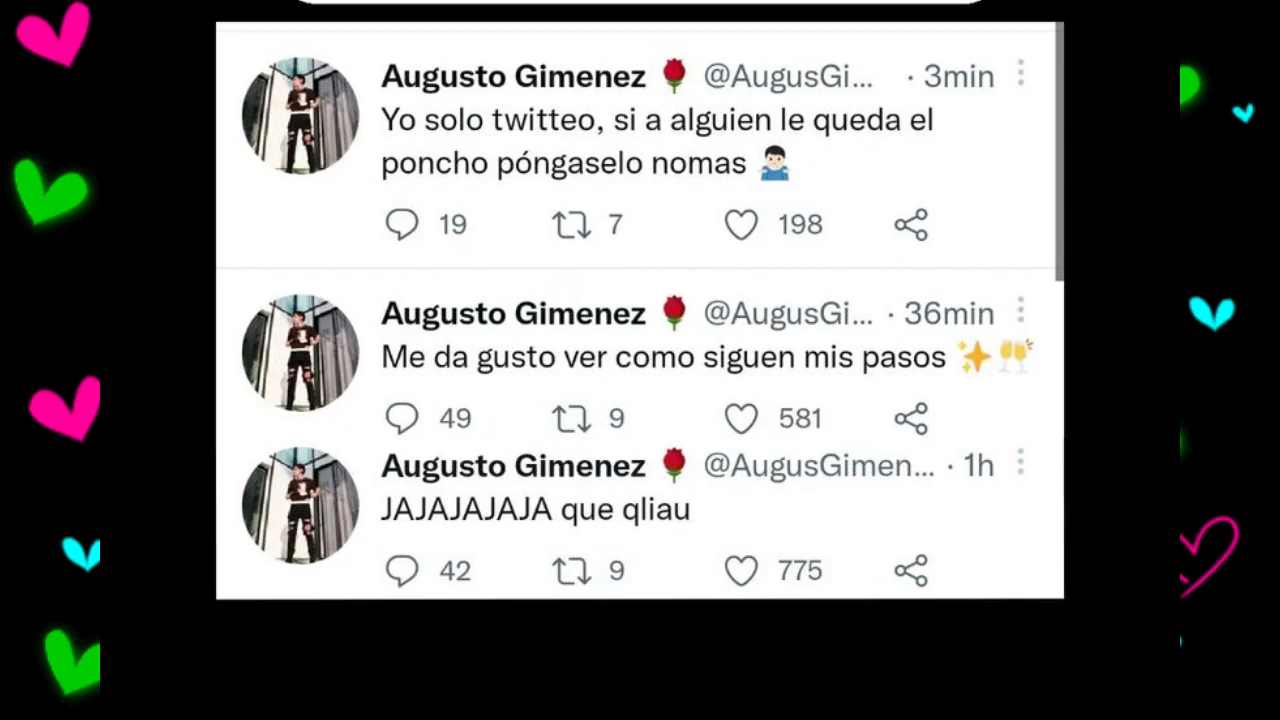 Augusto Gimenez 🌹 @AugusGi... · 3min
Yo solo twitteo, si a alguien le queda el
poncho póngaselo nomas 🤷🏻‍♂️
19 7 198
Augusto Gimenez 🌹 @AugusGi... · 36min
Me da gusto ver como siguen mis pasos ✨🥂
49 9 581
Augusto Gimenez 🌹 @AugusGimen... · 1h
JAJAJAJAJA que qliau
42 9 775